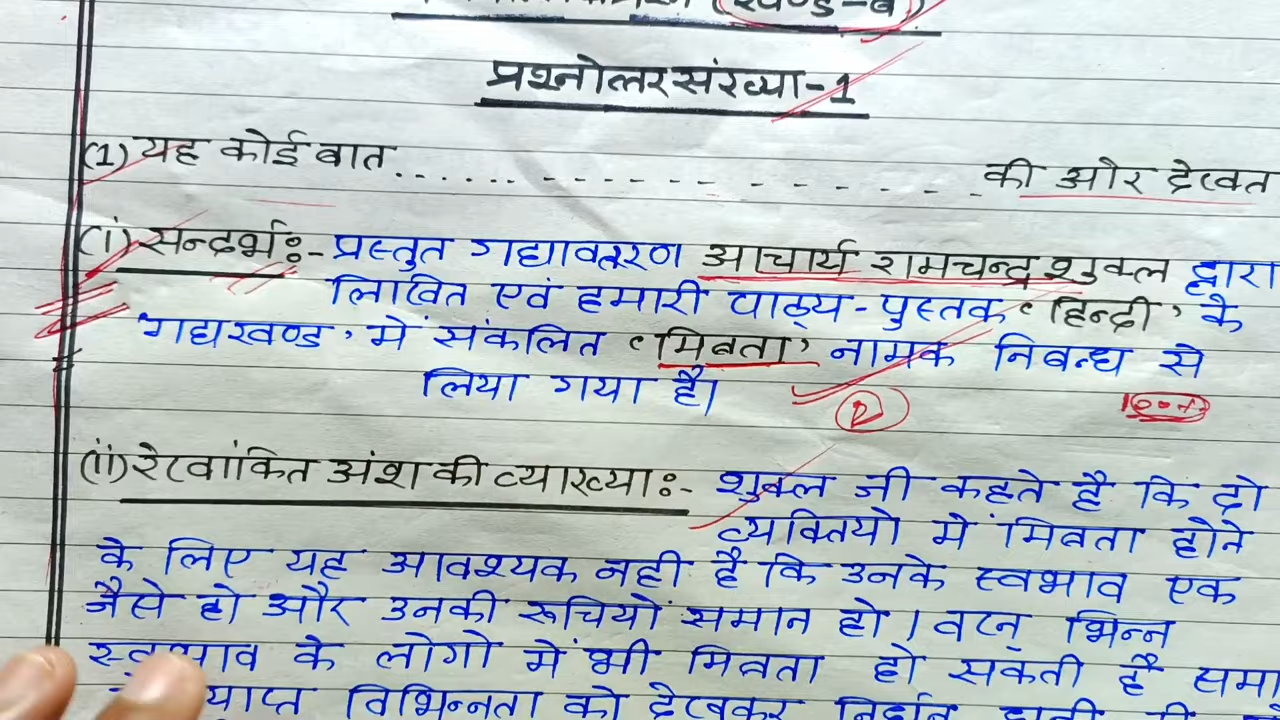 (खण्ड-ब)
प्रश्नोत्तर संख्या-1
(1) यह कोई बात.................. की ओर देखत
(i) सन्दर्भः- प्रस्तुत गद्यावतरण आचार्य रामचन्द्र शुक्ल द्वारा
लिखित एवं हमारी पाठ्य-पुस्तक 'हिन्दी' के
'गद्यखण्ड' में संकलित 'मित्रता' नामक निबन्ध से
लिया गया है।
(ii) रेखांकित अंश की व्याख्याः- शुक्ल जी कहते है कि दो
व्यक्तियो में मित्रता होने
के लिए यह आवश्यक नही है कि उनके स्वभाव एक
जैसे हो और उनकी रूचियाें समान हो। वरन् भिन्न
स्वभाव के लोगो में भी मित्रता हो सकती है समा
विभिन्नता को देखकर